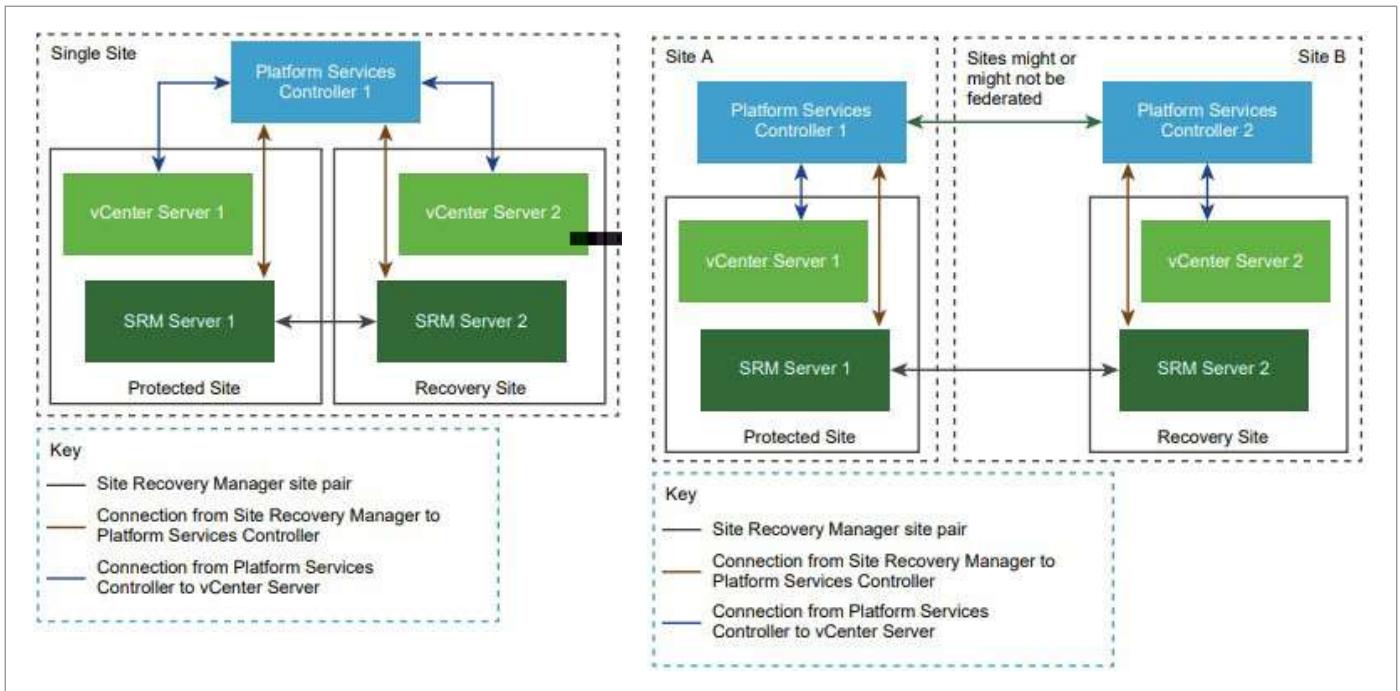 Single Site
Platform Services
Controller 1
vCenter Server 1
vCenter Server 2
SRM Server 1
SRM Server 2
Protected Site
Recovery Site
Key
Site Recovery Manager site pair
Connection from Site Recovery Manager to
Platform Services Controller
Connection from Platform Services
Controller to vCenter Server
Site A
Sites might or
might not be
federated
Site B
Platform Services
Controller 1
Platform Services
Controller 2
vCenter Server 1
vCenter Server 2
SRM Server 1
SRM Server 2
Protected Site
Recovery Site
Key
Site Recovery Manager site pair
Connection from Site Recovery Manager to
Platform Services Controller
Connection from Platform Services
Controller to vCenter Server